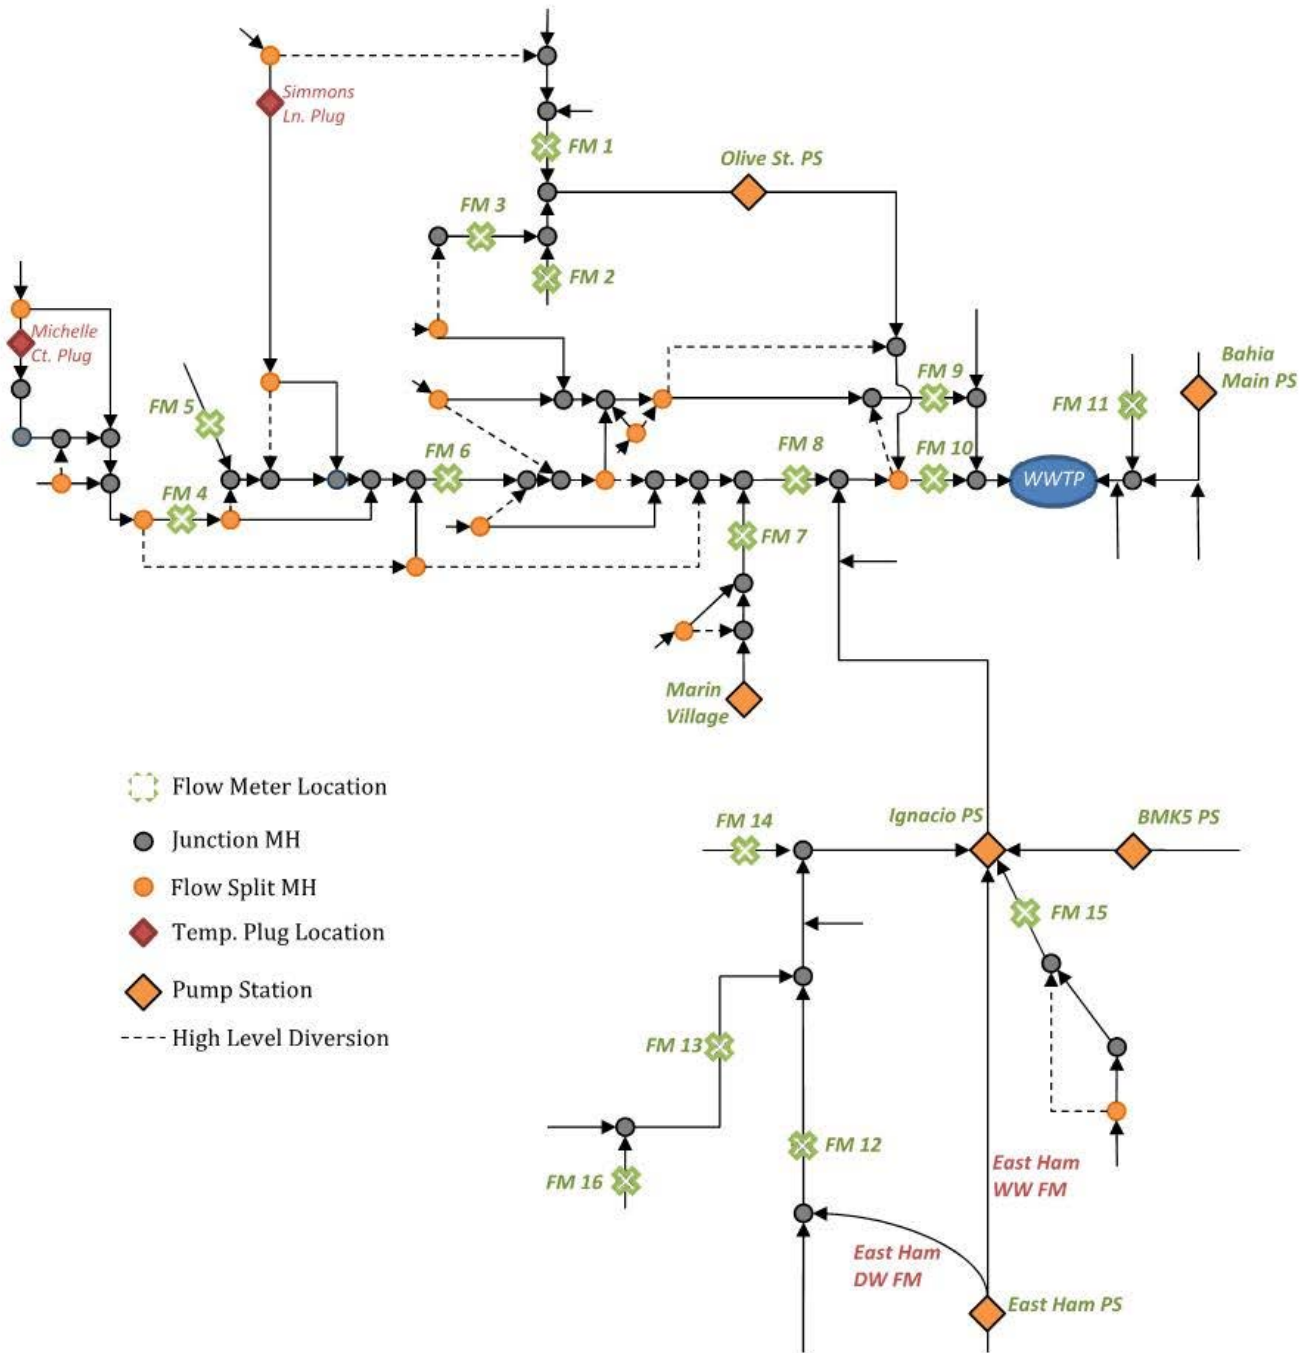 Simmons
Ln. Plug
FM 1
Olive St. PS
FM 3
FM 2
Michelle
Ct. Plug
FM 5
FM 9
Bahia
Main PS
FM 11
FM 6
FM 8
FM 10
FM 4
WWTP
FM 7
Marin
Village
Flow Meter Location
Junction MH
Flow Split MH
Temp. Plug Location
Pump Station
High Level Diversion
FM 14
Ignacio PS
BMK5 PS
FM 15
FM 13
FM 12
FM 16
East Ham
WW FM
East Ham
DW FM
East Ham PS